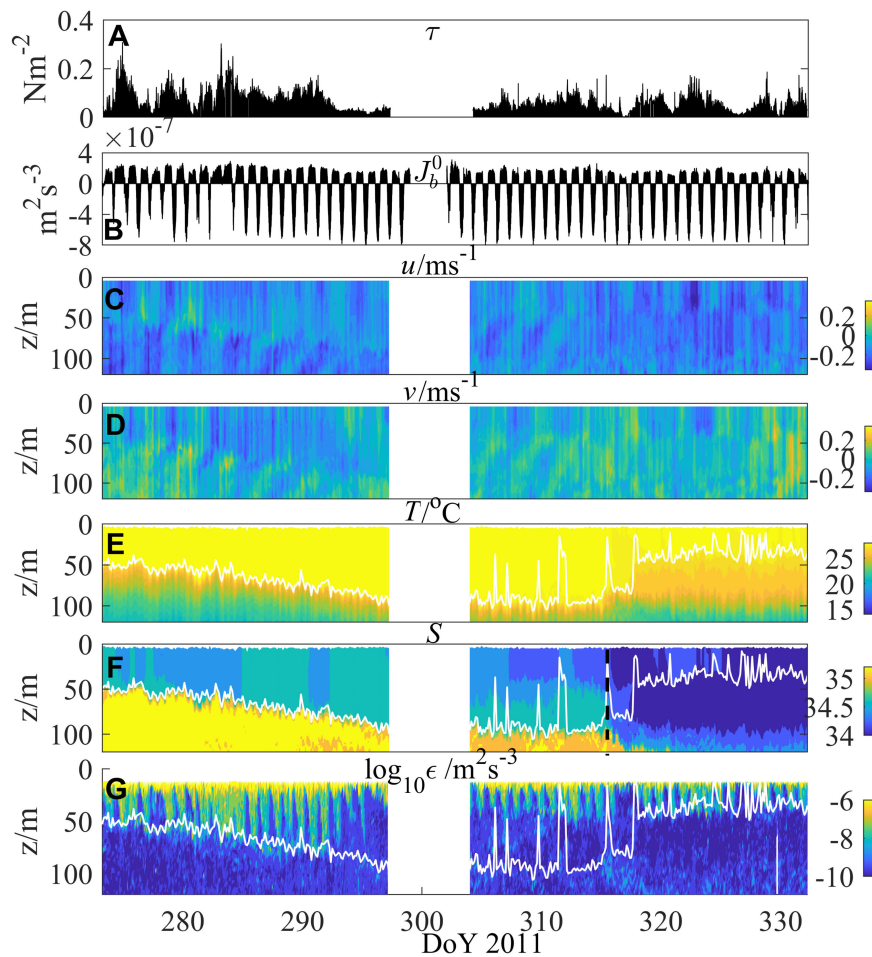 A
τ
Nm-2
0.4
0.2
0
×10-7
J b 0
m2s-3
4
0
-4
-8
B
u/ms-1
C
z/m
0
50
100
0.2
0
-0.2
v/ms-1
D
z/m
0
50
100
0.2
0
-0.2
T/oC
E
z/m
0
50
100
25
20
15
S
F
z/m
0
50
100
35
34.5
34
log10ϵ /m2s-3
G
z/m
0
50
100
-6
-8
-10
280
290
300
310
320
330
DoY 2011